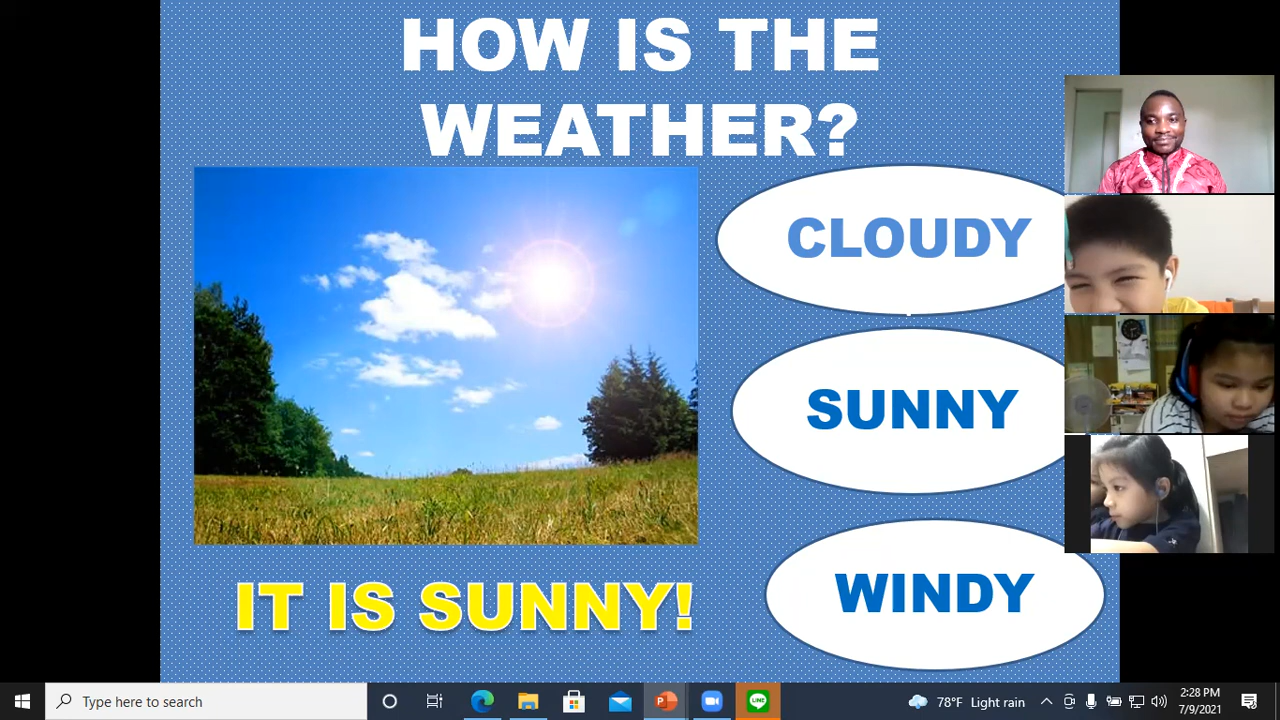 HOW IS THE
WEATHER?
CLOUDY
SUNNY
WINDY
IT IS SUNNY!
Type here to search
LINE
78°F Light rain
2:28 PM
7/9/2021